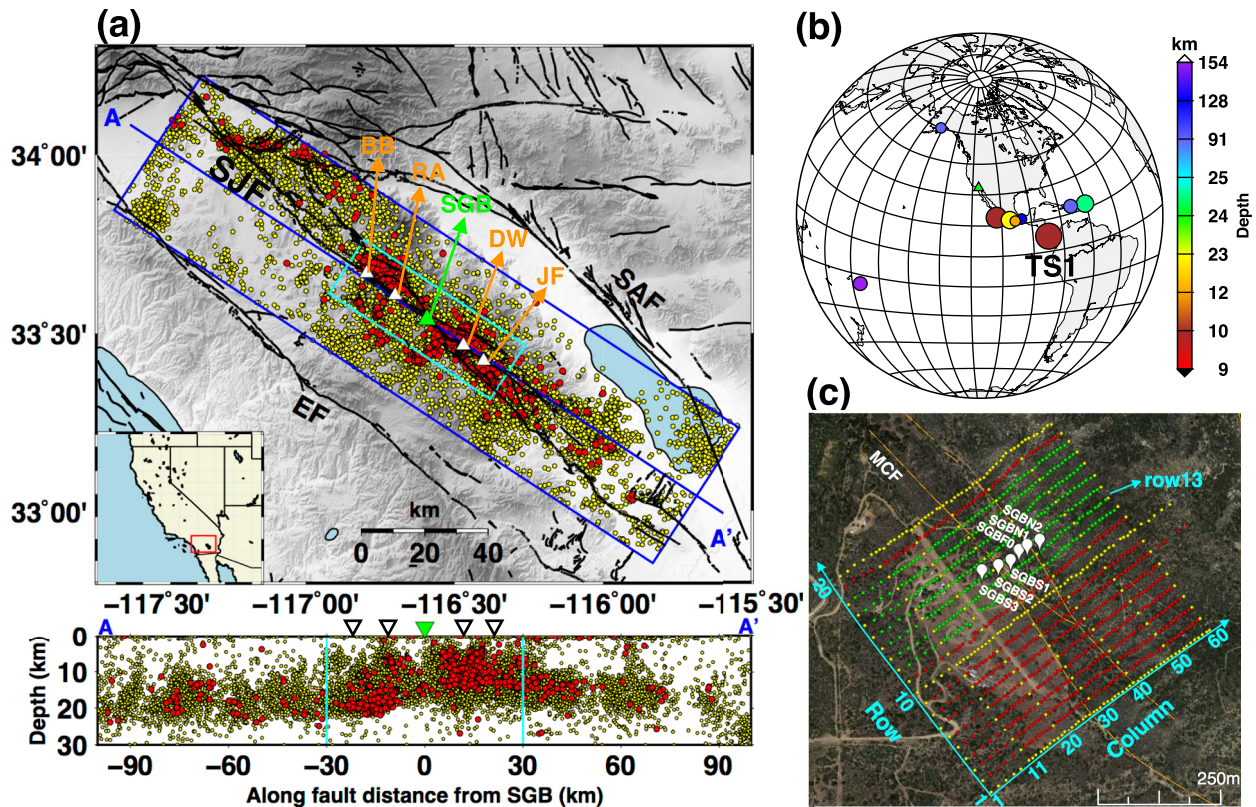 (a)
A
BB
RA
SGB
DW
JF
SJF
SAF
EF
A'
km
0 20 40
34°00'
33°30'
33°00'
−117°30' −117°00' −116°30' −116°00' −115°30'
A A'
Depth (km)
0
10
20
30
−90 −60 −30 0 30 60 90
Along fault distance from SGB (km)
(b)
TS1
km
154
128
91
25
24
23
12
10
9
Depth
(c)
MCF
row13
SGBN2
SGBN1
SGBF0
SGBS1
SGBS2
SGBS3
20
10
1
Row
1
11
20
30
40
50
60
Column
250m